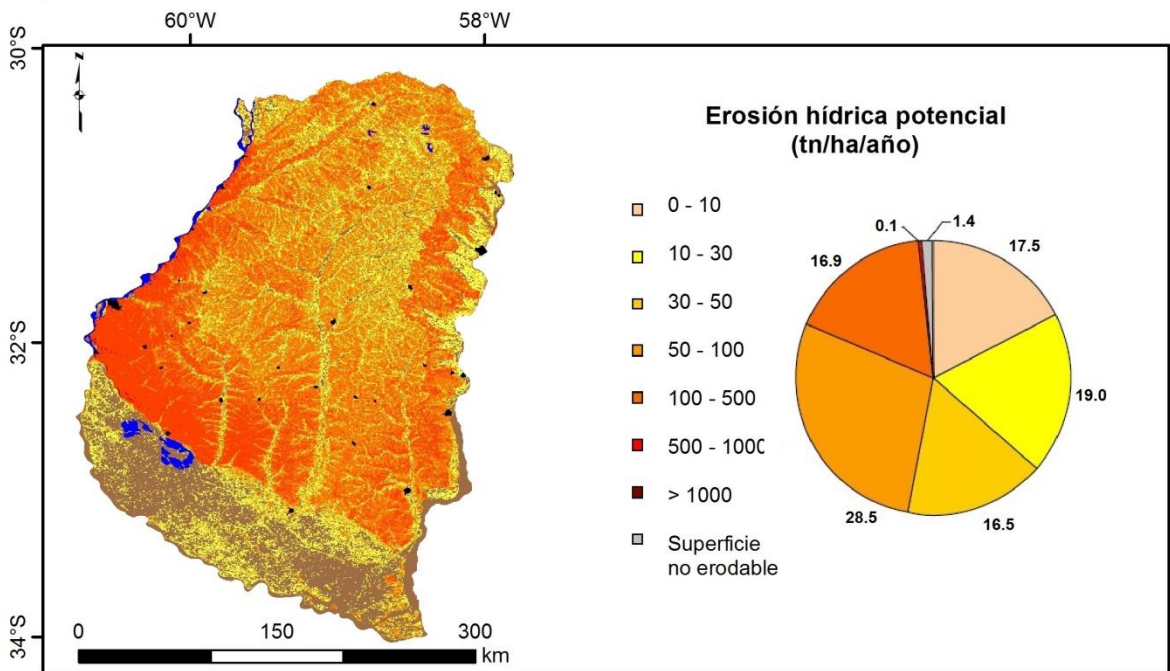 60°W
58°W
30°S
32°S
34°S
z
0
150
300
km
Erosión hídrica potencial
(tn/ha/año)
0 - 10
10 - 30
30 - 50
50 - 100
100 - 500
500 - 1000
> 1000
Superficie
no erodable
0.1
1.4
17.5
16.9
19.0
28.5
16.5